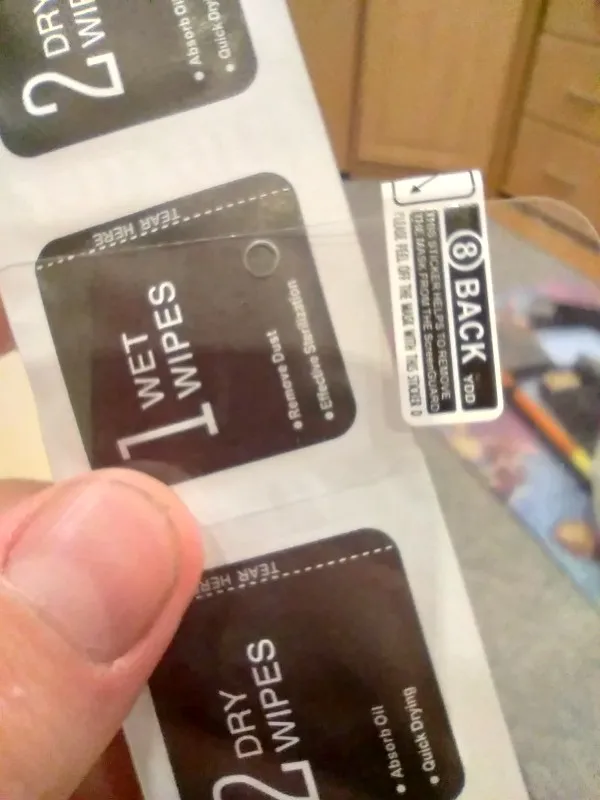 2 DRY
WIPES
• Absorb Oil
• Quick Dry
TEAR HERE
1 WET
WIPES
• Remove Dust
• Effective Sterilization
8 BACK YDD
THIS STICKER HELPS TO REMOVE
THE MASK FROM THE ScreenGUARD
PLEASE PEEL OFF THE MASK WITH THIS STICKER
TEAR HERE
2 DRY
WIPES
• Absorb Oil
• Quick Drying